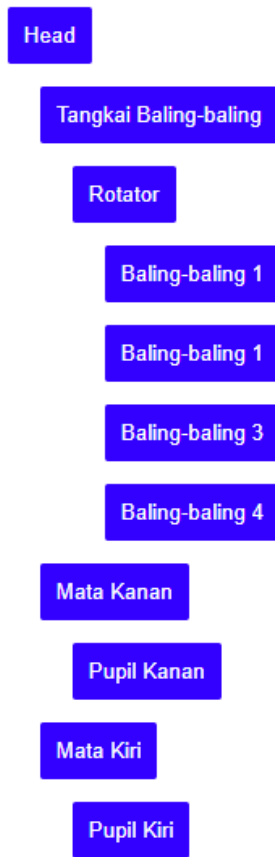 Head
Tangkai Baling-baling
Rotator
Baling-baling 1
Baling-baling 1
Baling-baling 3
Baling-baling 4
Mata Kanan
Pupil Kanan
Mata Kiri
Pupil Kiri